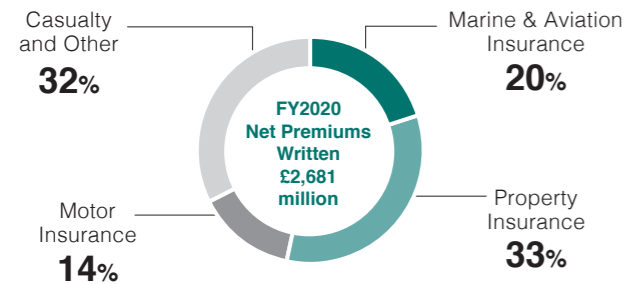 Casualty
and Other
32%
Marine & Aviation
Insurance
20%
FY2020
Net Premiums
Written
£2,681
million
Motor
Insurance
14%
Property
Insurance
33%